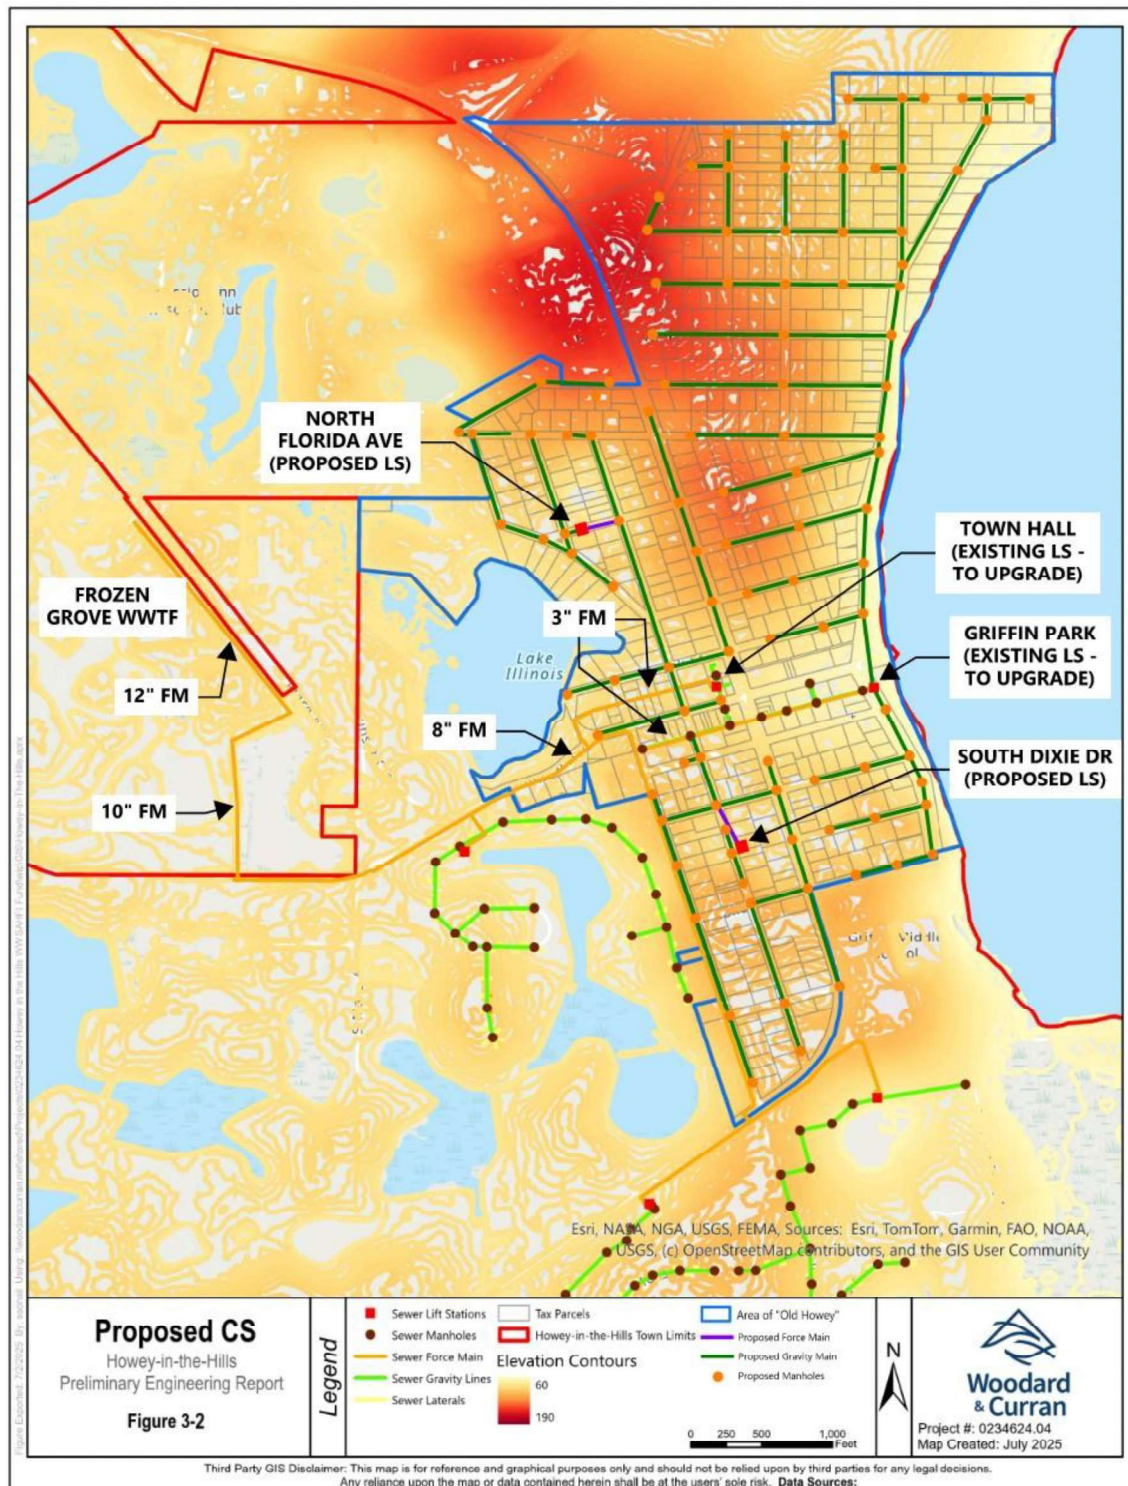 NORTH
FLORIDA AVE
(PROPOSED LS)
TOWN HALL
(EXISTING LS -
TO UPGRADE)
FROZEN
GROVE WWTF
3" FM
GRIFFIN PARK
(EXISTING LS -
TO UPGRADE)
Lake
Illinois
12" FM
8" FM
SOUTH DIXIE DR
(PROPOSED LS)
10" FM
Esri, NASA, NGA, USGS, FEMA, Sources: Esri, TomTom, Garmin, FAO, NOAA,
USGS, (c) OpenStreetMap contributors, and the GIS User Community
Proposed CS
Howey-in-the-Hills
Preliminary Engineering Report
Figure 3-2
Legend
Sewer Lift Stations
Sewer Manholes
Sewer Force Main
Sewer Gravity Lines
Sewer Laterals
Tax Parcels
Howey-in-the-Hills Town Limits
Elevation Contours
60
190
Area of "Old Howey"
Proposed Force Main
Proposed Gravity Main
Proposed Manholes
0 250 500 1,000
Feet
N
Woodard
& Curran
Project #: 0234624.04
Map Created: July 2025
Third Party GIS Disclaimer: This map is for reference and graphical purposes only and should not be relied upon by third parties for any legal decisions.
Any reliance upon the map or data contained herein shall be at the users' sole risk. Data Sources: